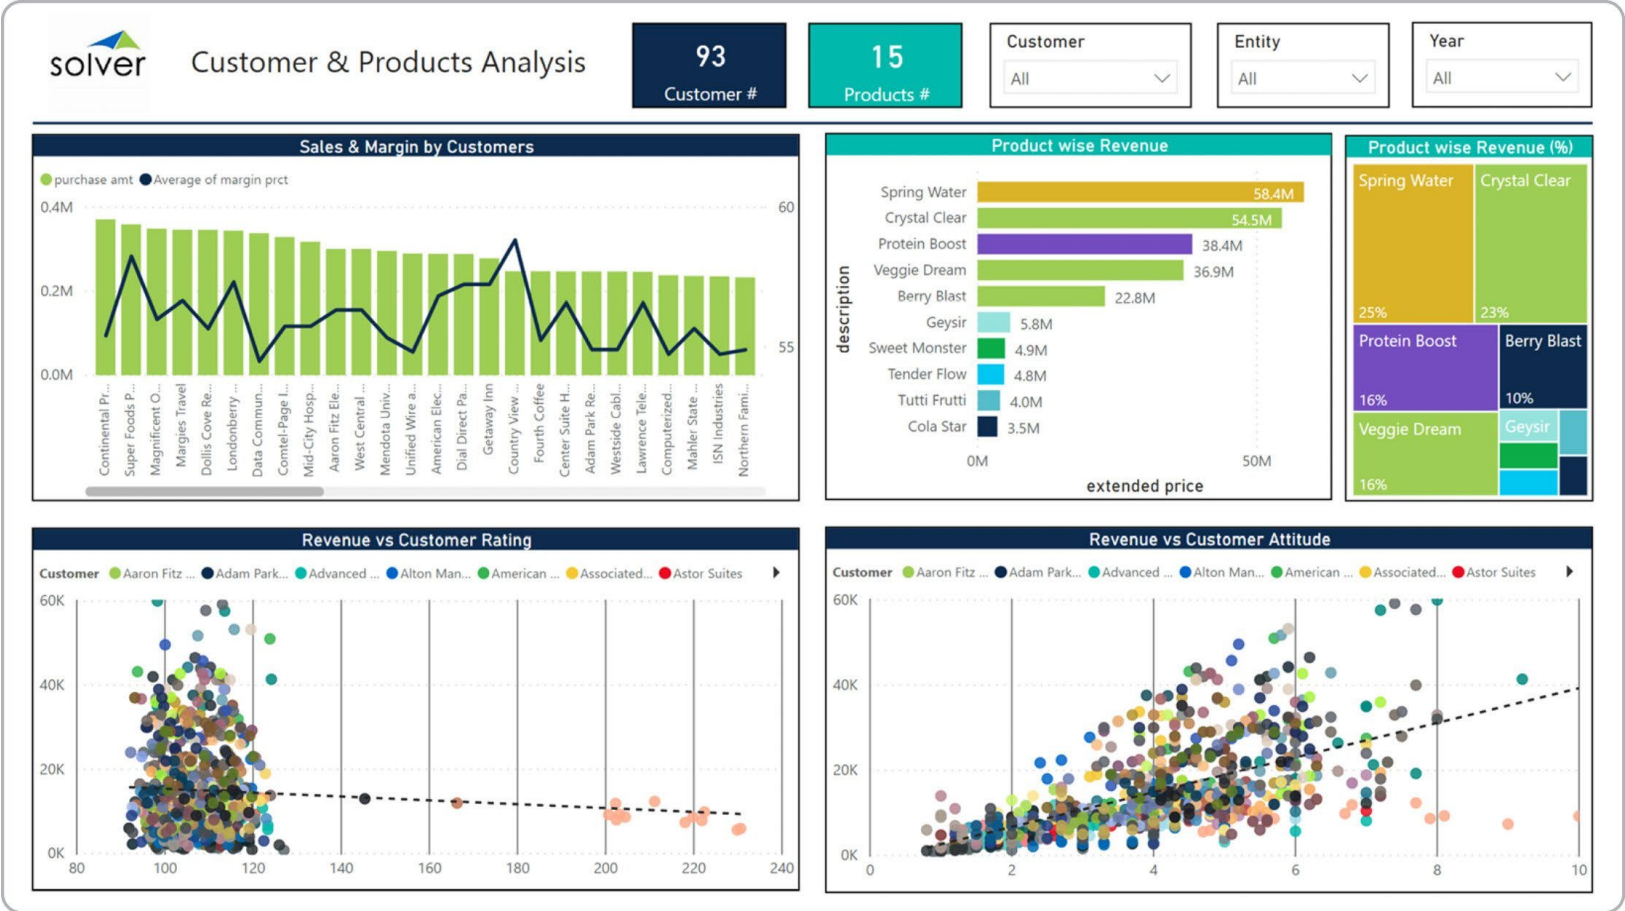 solver
Customer & Products Analysis
93
Customer #
15
Products #
Customer
All
Entity
All
Year
All
Sales & Margin by Customers
purchase amt Average of margin prct
0.4M
0.2M
0.0M
60
55
Continental Pr...
Super Foods P...
Magnificent O...
Margies Travel
Dollis Cove Re...
Londonberry ...
Data Commun...
Comtel-Page I...
Mid-City Hosp...
Aaron Fitz Ele...
West Central ...
Mendota Univ...
Unified Wire a...
American Elec...
Dial Direct Pa...
Getaway Inn
Country View ...
Fourth Coffee
Center Suite H...
Adam Park Re...
Westside Cabl...
Lawrence Tele...
Computerized...
Mahler State ...
ISN Industries
Northern Fami...
Product wise Revenue
description
Spring Water 58.4M
Crystal Clear 54.5M
Protein Boost 38.4M
Veggie Dream 36.9M
Berry Blast 22.8M
Geysir 5.8M
Sweet Monster 4.9M
Tender Flow 4.8M
Tutti Frutti 4.0M
Cola Star 3.5M
0M 50M
extended price
Product wise Revenue (%)
Spring Water
25%
Crystal Clear
23%
Protein Boost
16%
Berry Blast
10%
Veggie Dream
16%
Geysir
Revenue vs Customer Rating
Customer Aaron Fitz ... Adam Park... Advanced ... Alton Man... American ... Associated... Astor Suites
60K
40K
20K
0K
80 100 120 140 160 180 200 220 240
Revenue vs Customer Attitude
Customer Aaron Fitz ... Adam Park... Advanced ... Alton Man... American ... Associated... Astor Suites
60K
40K
20K
0K
0 2 4 6 8 10